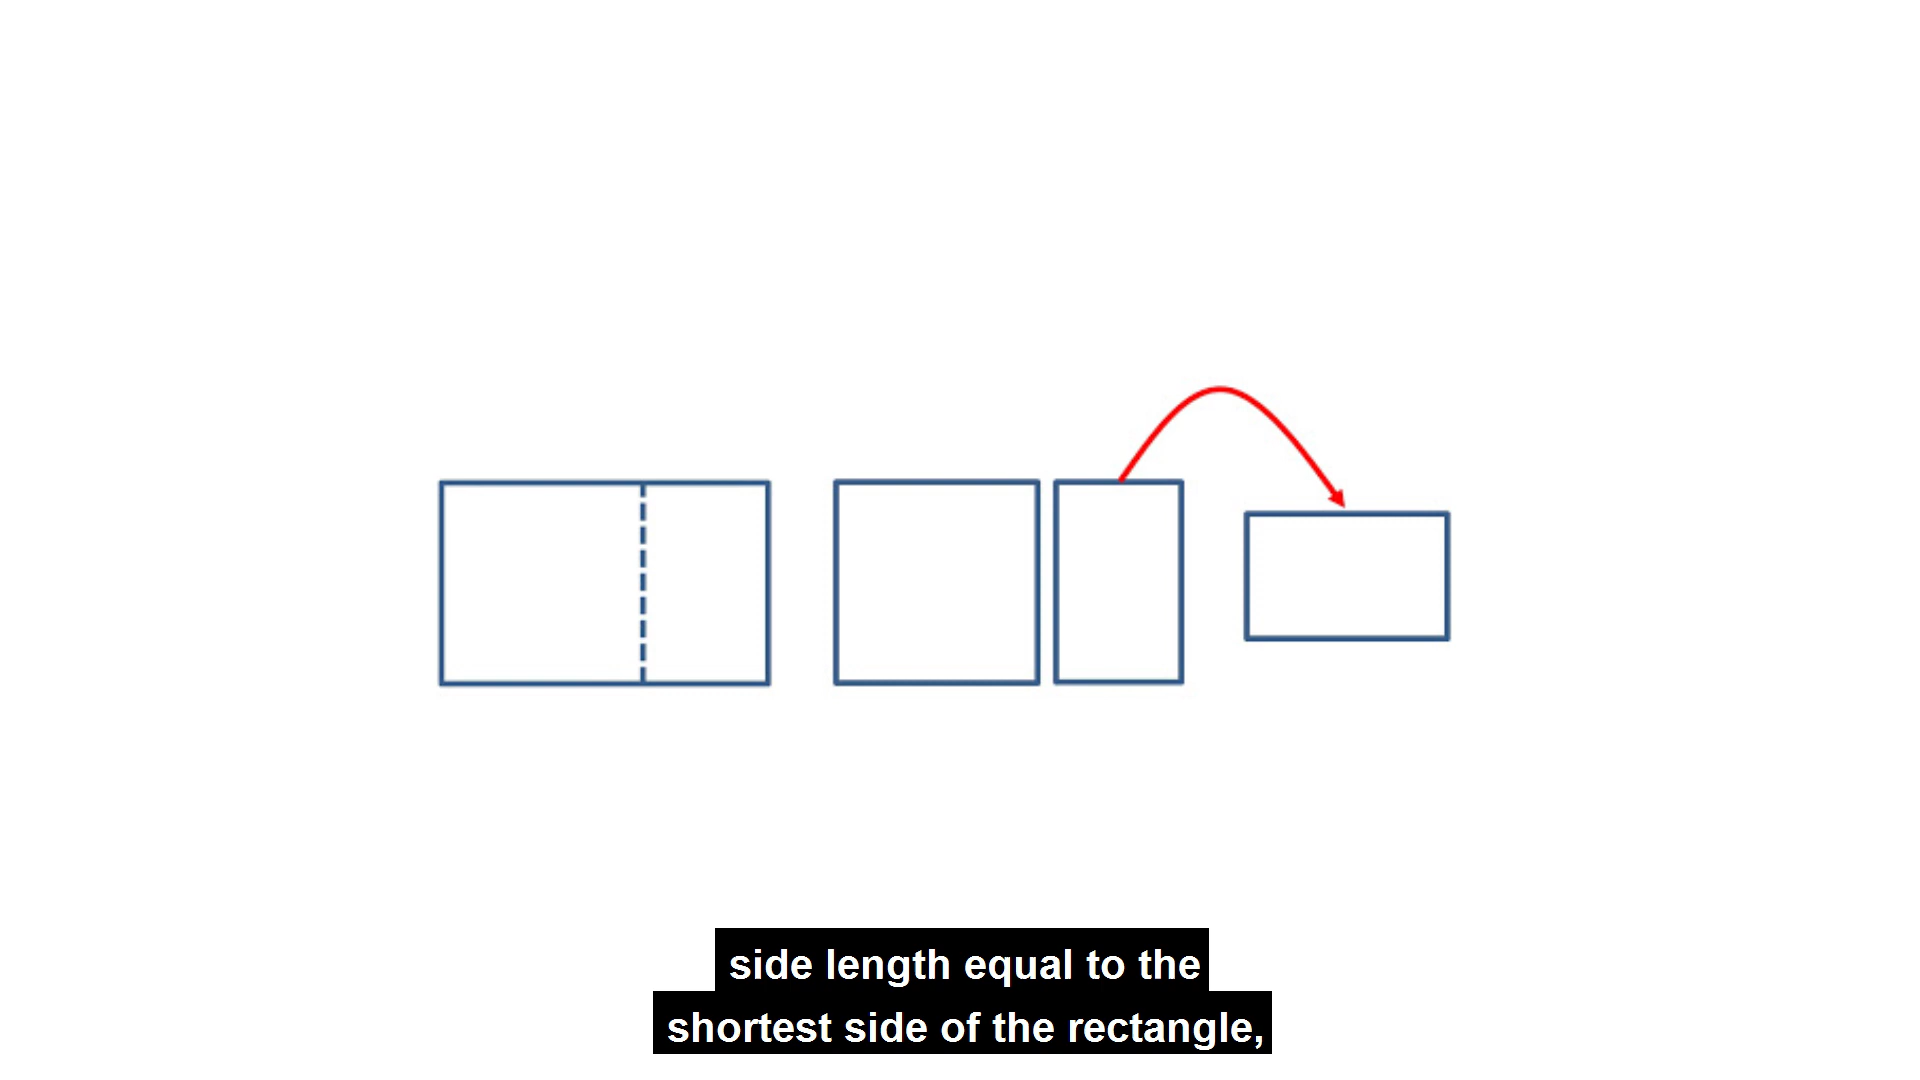 side length equal to the
shortest side of the rectangle,